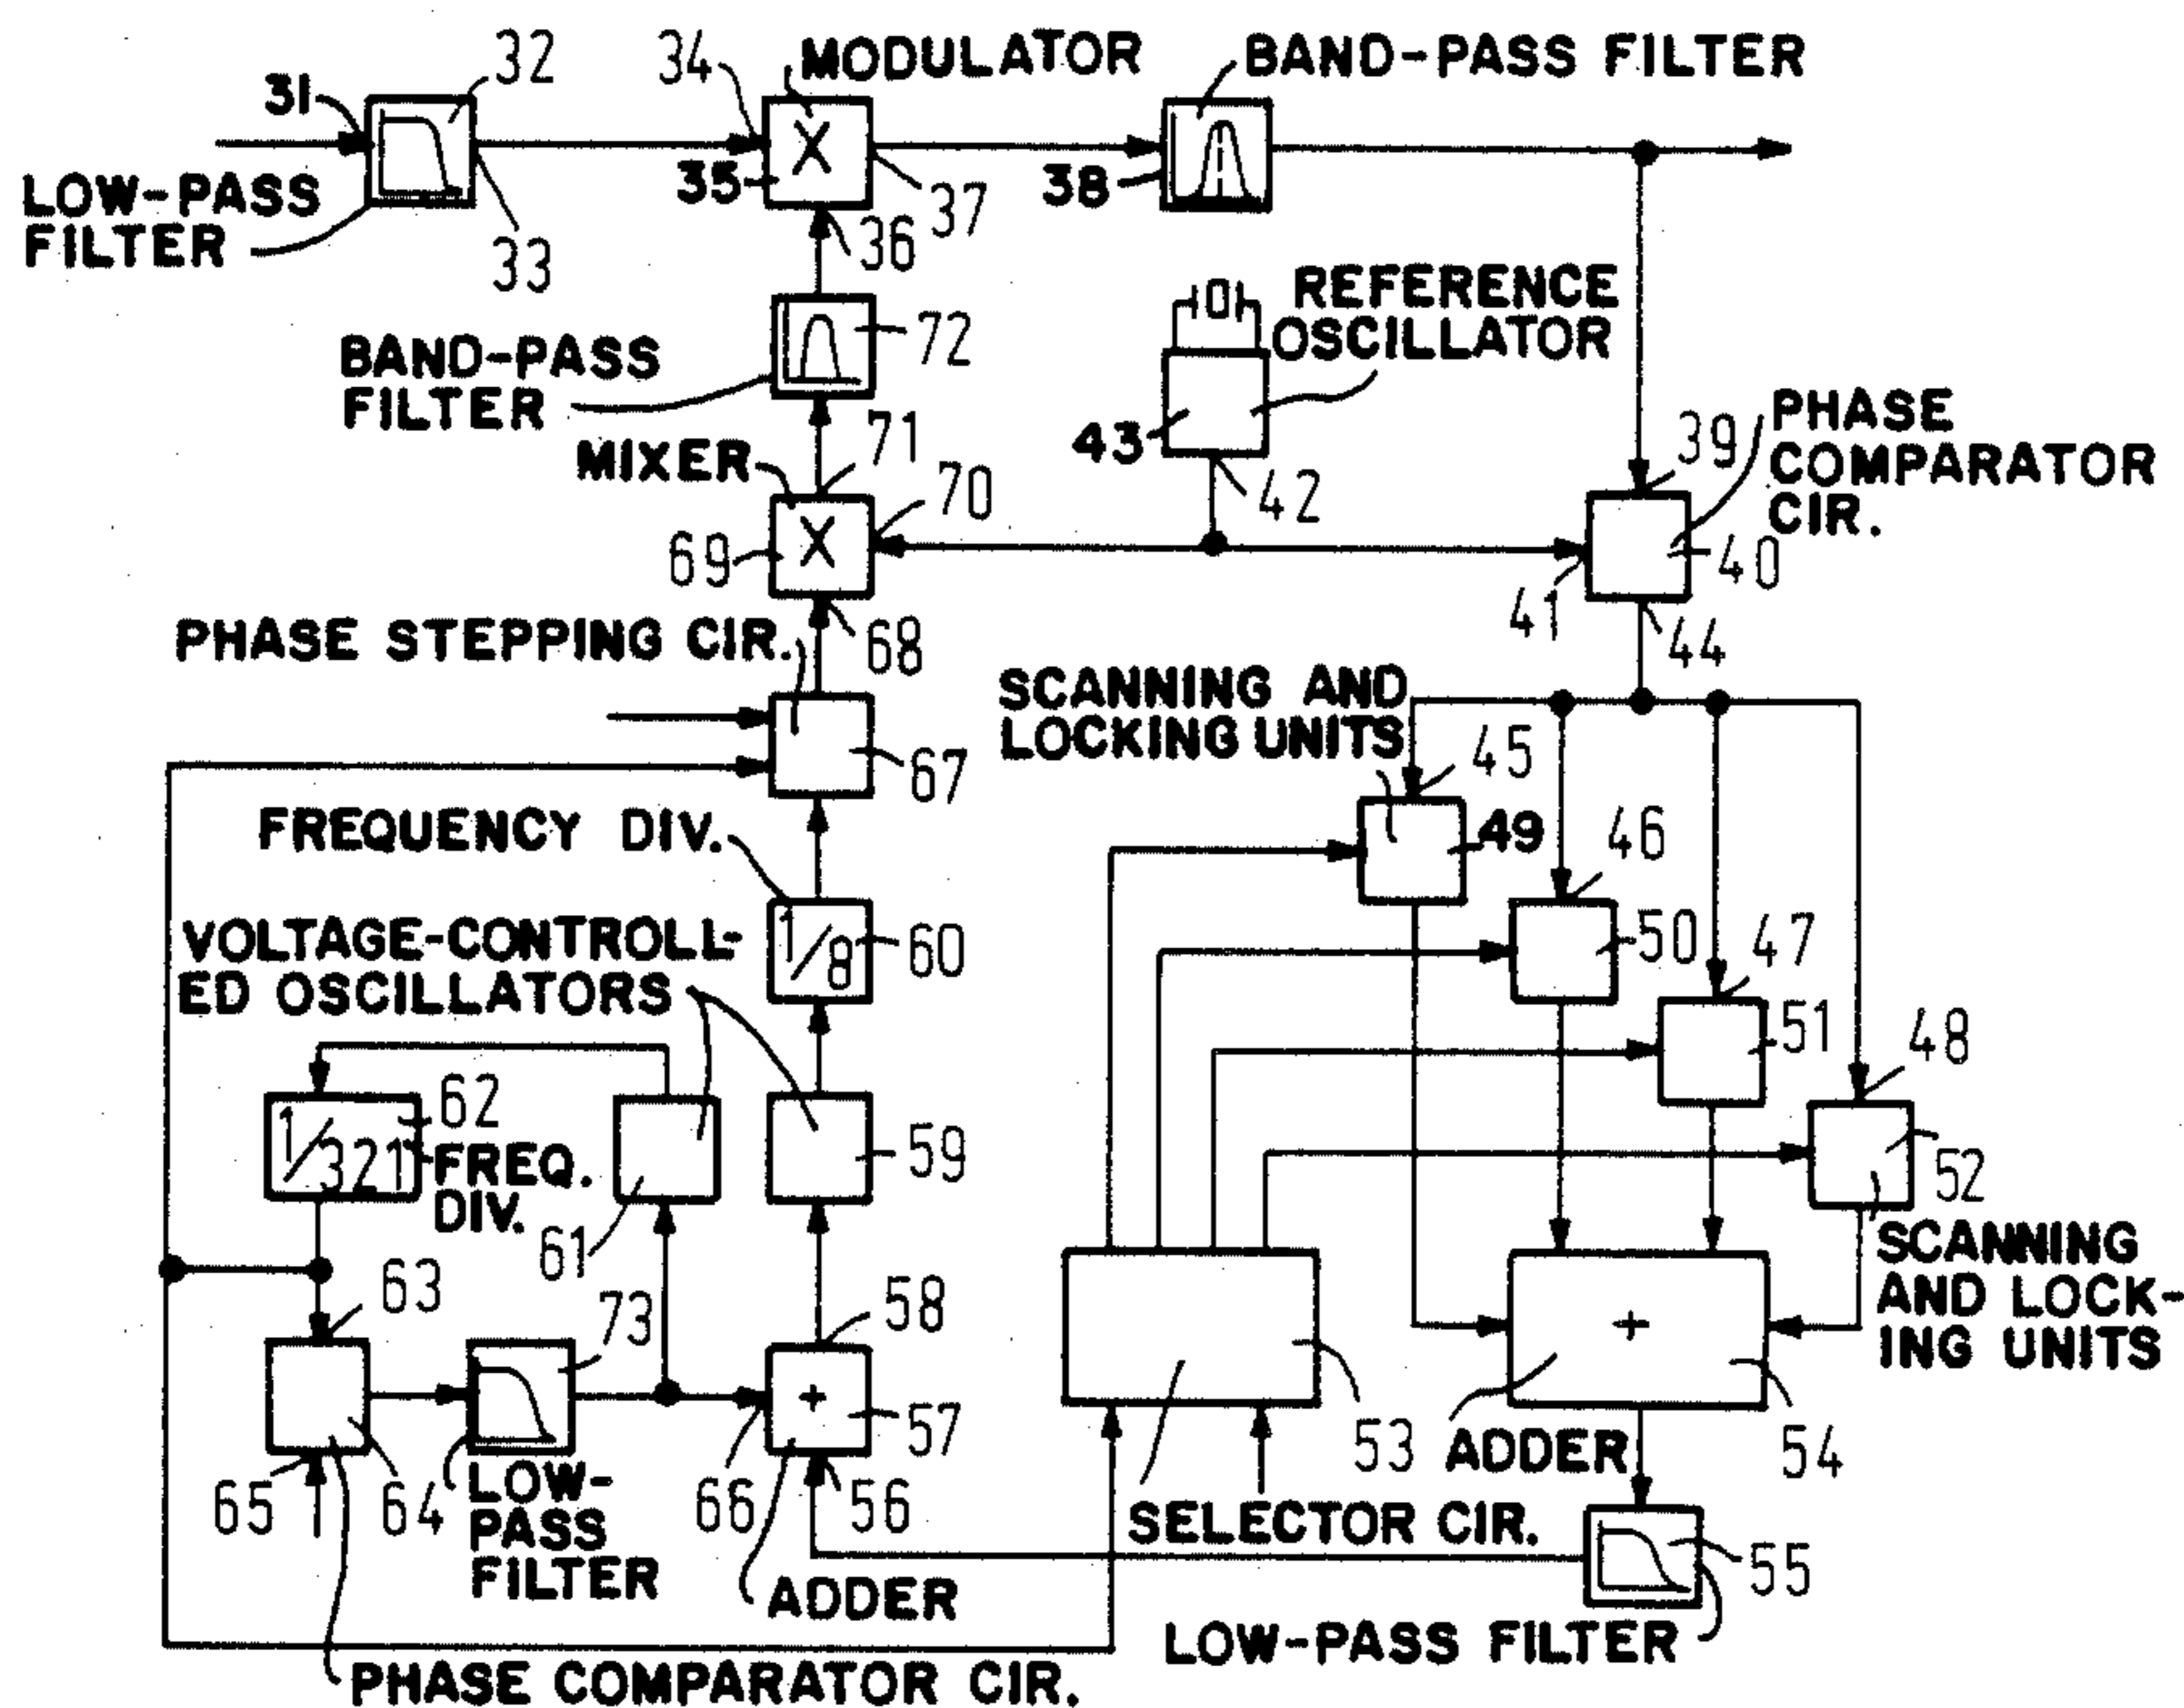 32
34
MODULATOR
BAND-PASS FILTER
31
X
35
37
38
LOW-PASS
FILTER
33
36
REFERENCE
OSCILLATOR
72
BAND-PASS
FILTER
43
42
39
PHASE
COMPARATOR
CIR.
MIXER
71
70
69
X
40
41
44
PHASE STEPPING CIR.
68
SCANNING AND
LOCKING UNITS
45
67
49
46
FREQUENCY DIV.
VOLTAGE-CONTROLL-
ED OSCILLATORS
1/8
60
50
47
51
48
62
1/321
FREQ.
DIV.
61
59
52
SCANNING
AND LOCK-
ING UNITS
63
73
58
+
57
+
53
ADDER
54
65
64
LOW-
PASS
FILTER
66
56
SELECTOR CIR.
55
ADDER
LOW-PASS FILTER
PHASE COMPARATOR CIR.